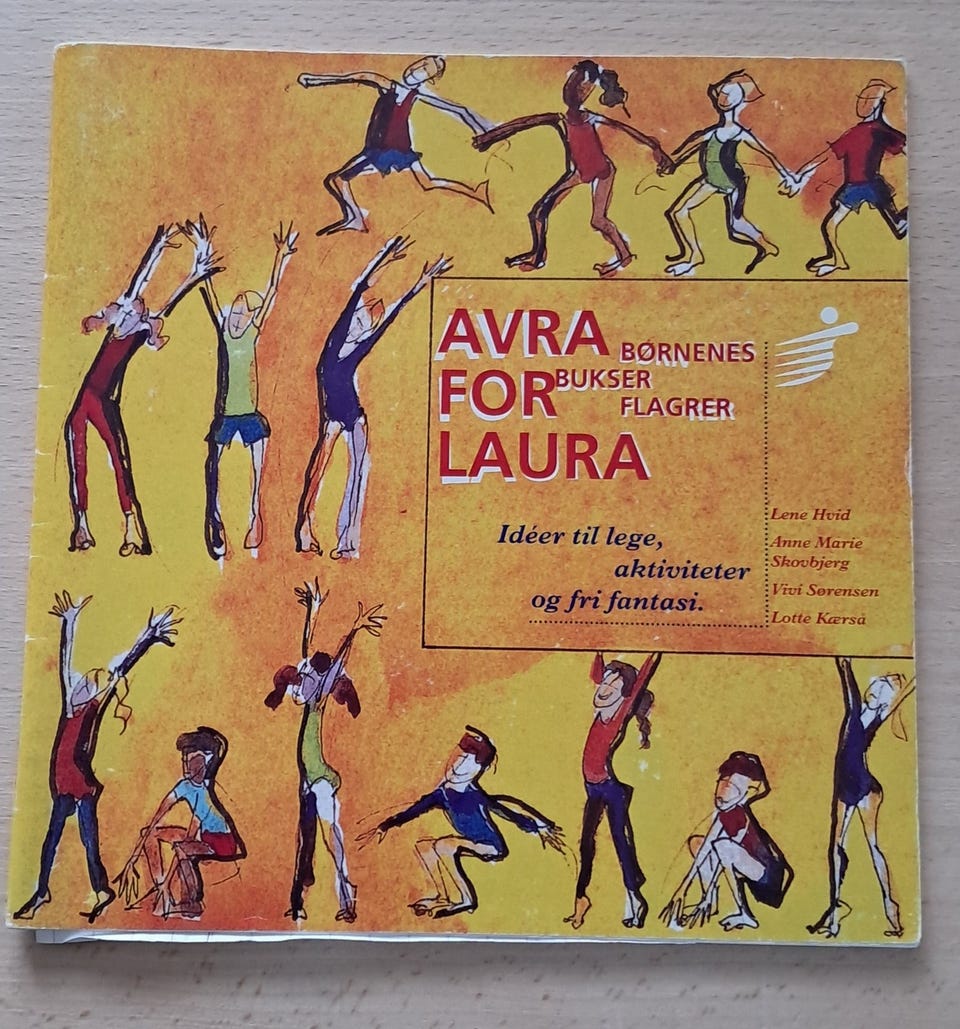 AVRA
FOR
LAURA
BØRNENES
BUKSER
FLAGRER
Idéer til lege,
aktiviteter
og fri fantasi.
Lene Hvid
Anne Marie
Skovbjerg
Vivi Sørensen
Lotte Kærså